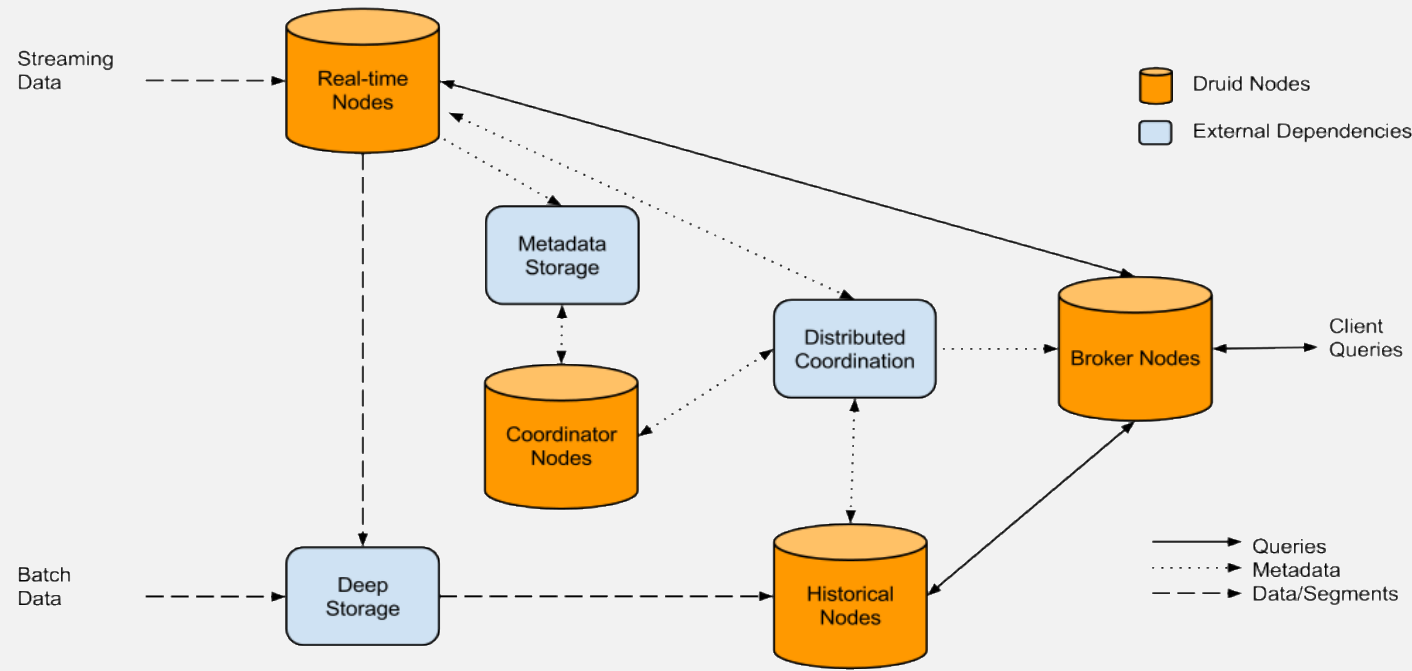 Streaming
Data
Real-time
Nodes
Druid Nodes
External Dependencies
Metadata
Storage
Distributed
Coordination
Broker Nodes
Client
Queries
Coordinator
Nodes
Batch
Data
Deep
Storage
Historical
Nodes
Queries
Metadata
Data/Segments